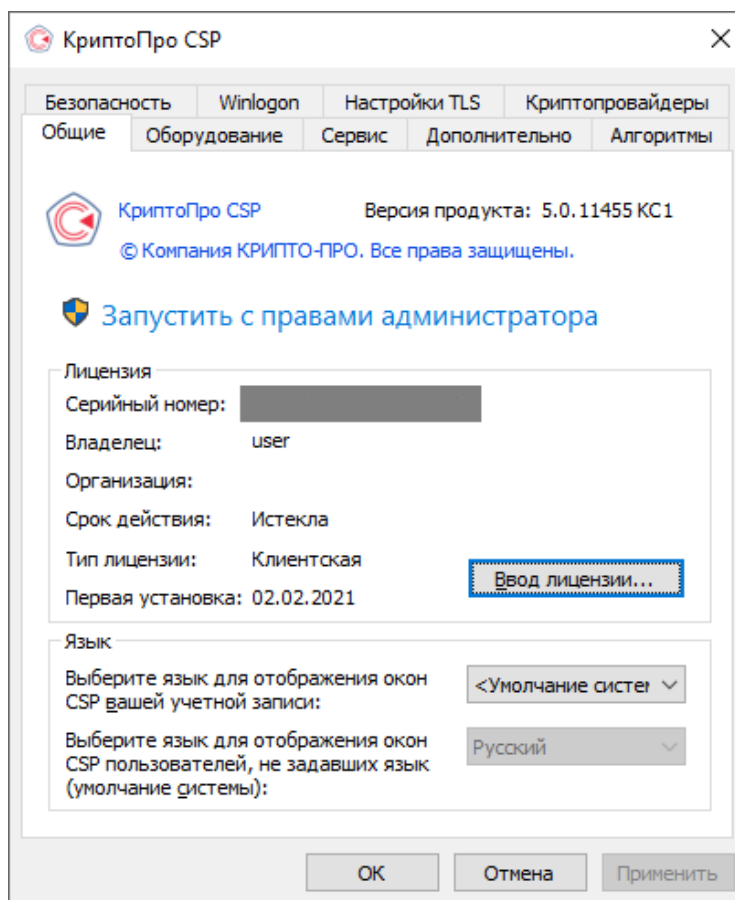 КриптоПро CSP
Безопасность Winlogon Настройки TLS Криптопровайдеры
Общие Оборудование Сервис Дополнительно Алгоритмы
КриптоПро CSP Версия продукта: 5.0.11455 КС1
© Компания КРИПТО-ПРО. Все права защищены.
Запустить с правами администратора
Лицензия
Серийный номер:
Владелец: user
Организация:
Срок действия: Истекла
Тип лицензии: Клиентская
Ввод лицензии...
Первая установка: 02.02.2021
Язык
Выберите язык для отображения окон
CSP вашей учетной записи:
<Умолчание систег
Выберите язык для отображения окон
CSP пользователей, не задавших язык
(умолчание системы):
Русский
ОК Отмена Применить